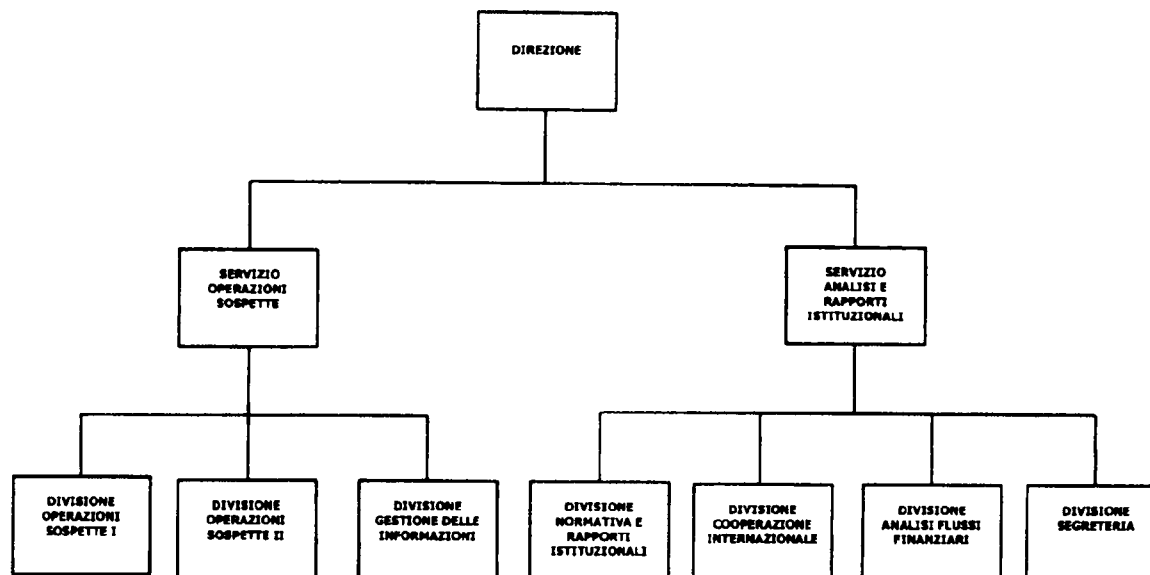 DIREZIONE
SERVIZIO
OPERAZIONI
SOSPETTE
SERVIZIO
ANALISI E
RAPPORTI
ISTITUZIONALI
DIVISIONE
OPERAZIONI
SOSPETTE I
DIVISIONE
OPERAZIONI
SOSPETTE II
DIVISIONE
GESTIONE DELLE
INFORMAZIONI
DIVISIONE
NORMATIVA E
RAPPORTI
ISTITUZIONALI
DIVISIONE
COOPERAZIONE
INTERNAZIONALE
DIVISIONE
ANALISI FLUSSI
FINANZIARI
DIVISIONE
SEGRETERIA